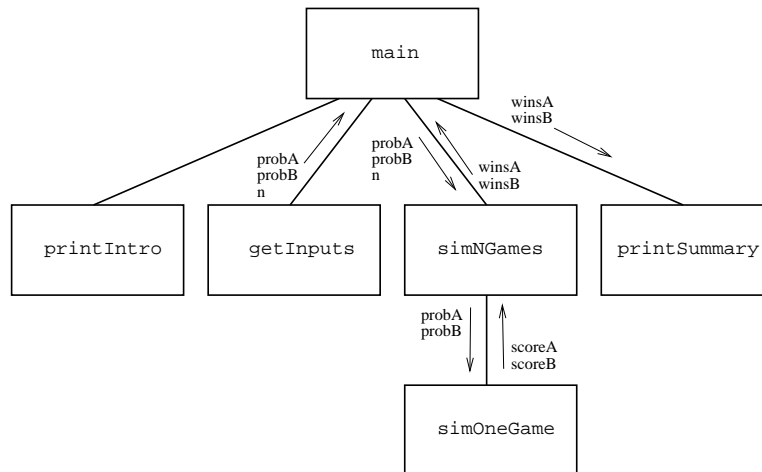 main
winsA
winsB
probA
probB
n
probA
probB
n
winsA
winsB
printIntro
getInputs
simNGames
printSummary
probA
probB
scoreA
scoreB
simOneGame